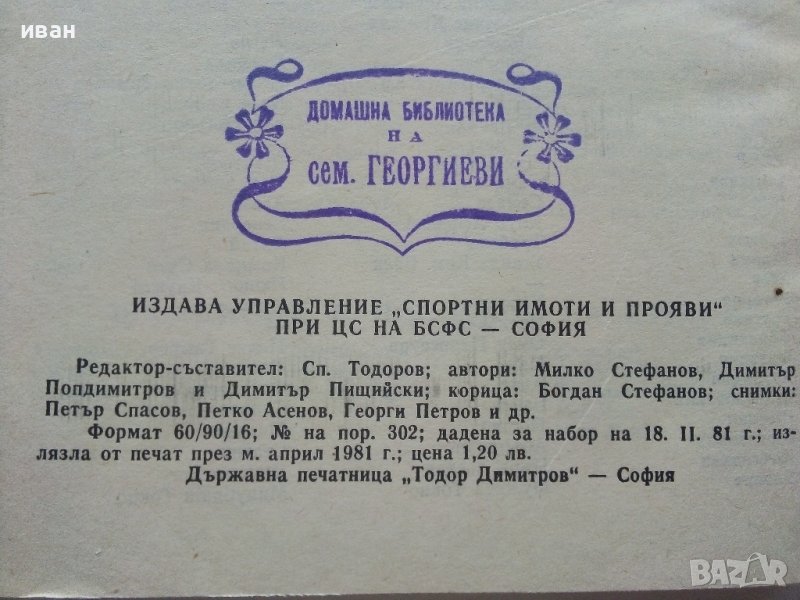 иван
ДОМАШНА БИБЛИОТЕКА
НА
сем. ГЕОРГИЕВИ
ИЗДАВА УПРАВЛЕНИЕ „СПОРТНИ ИМОТИ И ПРОЯВИ“
ПРИ ЦС НА БСФС — СОФИЯ
Редактор-съставител: Сп. Тодоров; автори: Милко Стефанов, Димитър
Попдимитров и Димитър Пищийски; корица: Богдан Стефанов; снимки:
Петър Спасов, Петко Асенов, Георги Петров и др.
Формат 60/90/16; № на пор. 302; дадена за набор на 18. II. 81 г.; из-
лязла от печат през м. април 1981 г.; цена 1,20 лв.
Държавна печатница „Тодор Димитров“ — София
BAZAR